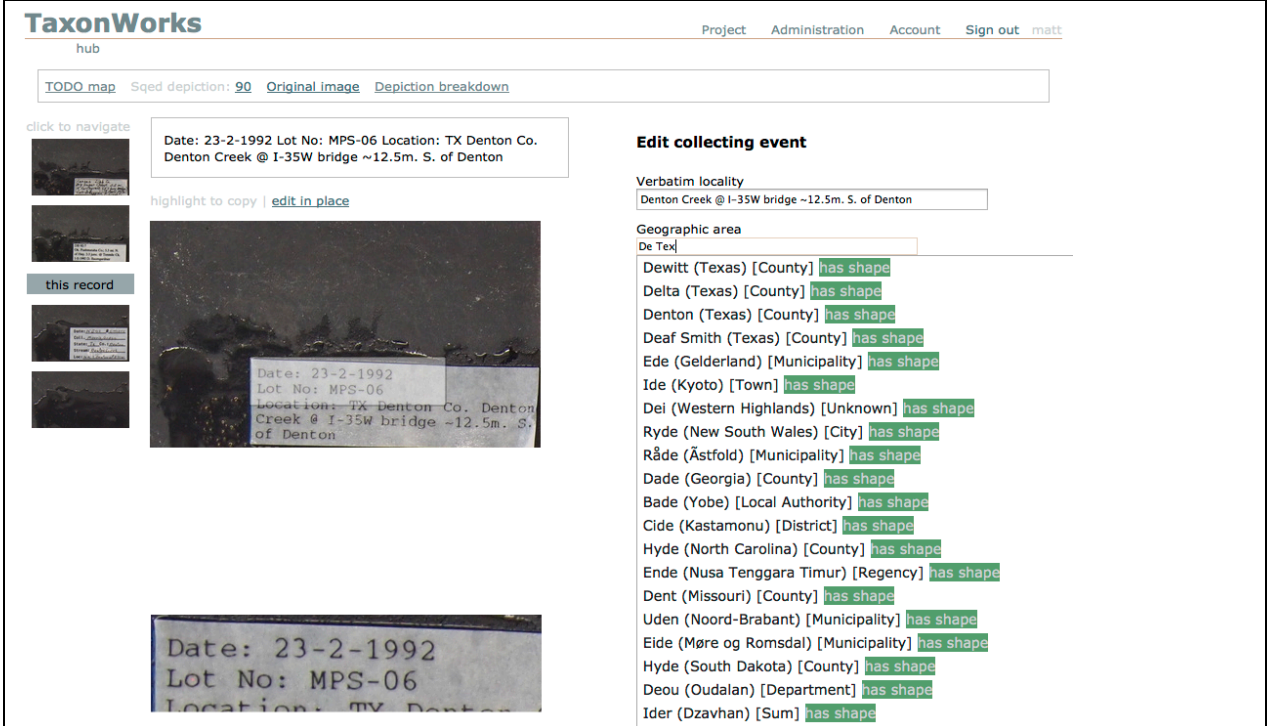 TaxonWorks
Project Administration Account Sign out matt
hub
TODO map Sqed depiction: 90 Original image Depiction breakdown
click to navigate
this record
Date: 23-2-1992 Lot No: MPS-06 Location: TX Denton Co.
Denton Creek @ I-35W bridge ~12.5m. S. of Denton
highlight to copy | edit in place
Date: 23-2-1992
Lot No: MPS-06
Location: TX Denton Co. Denton
Creek @ I-35W bridge ~12.5m. S.
of Denton
Date: 23-2-1992
Lot No: MPS-06
Location: TX Denton
Edit collecting event
Verbatim locality
Denton Creek @ I-35W bridge ~12.5m. S. of Denton
Geographic area
De Tex
Dewitt (Texas) [County] has shape
Delta (Texas) [County] has shape
Denton (Texas) [County] has shape
Deaf Smith (Texas) [County] has shape
Ede (Gelderland) [Municipality] has shape
Ide (Kyoto) [Town] has shape
Dei (Western Highlands) [Unknown] has shape
Ryde (New South Wales) [City] has shape
Råde (Ãstfold) [Municipality] has shape
Dade (Georgia) [County] has shape
Bade (Yobe) [Local Authority] has shape
Cide (Kastamonu) [District] has shape
Hyde (North Carolina) [County] has shape
Ende (Nusa Tenggara Timur) [Regency] has shape
Dent (Missouri) [County] has shape
Uden (Noord-Brabant) [Municipality] has shape
Eide (Møre og Romsdal) [Municipality] has shape
Hyde (South Dakota) [County] has shape
Deou (Oudalan) [Department] has shape
Ider (Dzavhan) [Sum] has shape